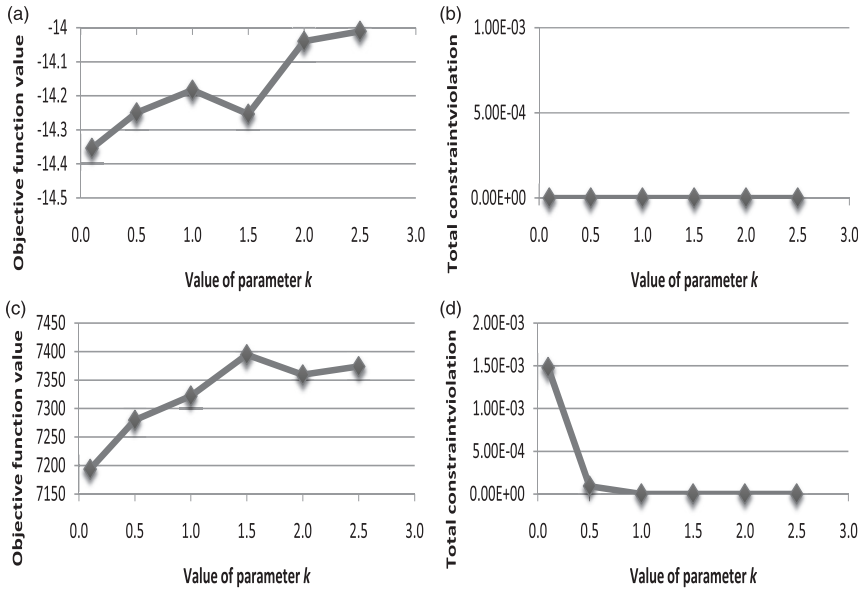 (a)
Objective function value
-14
-14.1
-14.2
-14.3
-14.4
-14.5
0.0 0.5 1.0 1.5 2.0 2.5 3.0
Value of parameter k
(b)
Total constraintviolation
1.00E-03
5.00E-04
0.00E+00
0.0 0.5 1.0 1.5 2.0 2.5 3.0
Value of parameter k
(c)
Objective function value
7450
7400
7350
7300
7250
7200
7150
0.0 0.5 1.0 1.5 2.0 2.5 3.0
Value of parameter k
(d)
Total constraintviolation
2.00E-03
1.50E-03
1.00E-03
5.00E-04
0.00E+00
0.0 0.5 1.0 1.5 2.0 2.5 3.0
Value of parameter k